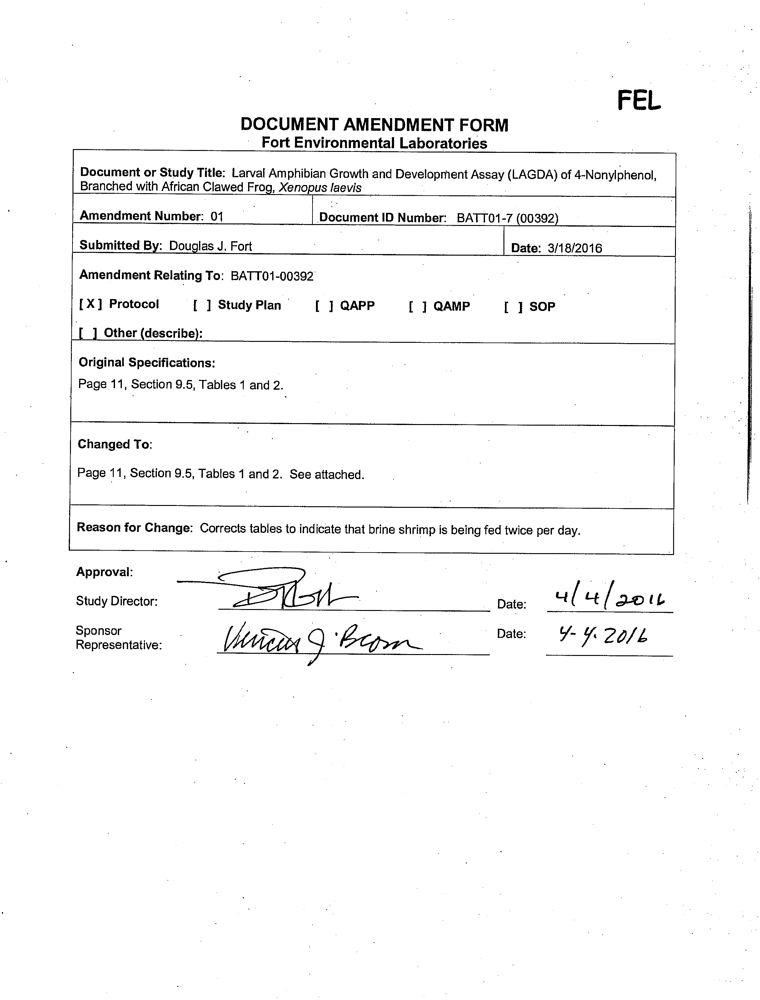 FEL
DOCUMENT AMENDMENT FORM
Fort Environmental Laboratories
Document or Study Title: Larval Amphibian Growth and Development Assay (LAGDA) of 4-Nonylphenol,
Branched with African Clawed Frog, Xenopus laevis
Amendment Number: 01 Document ID Number: BATT01-7 (00392)
Submitted By: Douglas J. Fort Date: 3/18/2016
Amendment Relating To: BATT01-00392
[X] Protocol [ ] Study Plan [ ] QAPP [ ] QAMP [ ] SOP
[ ] Other (describe):
Original Specifications:
Page 11, Section 9.5, Tables 1 and 2.
Changed To:
Page 11, Section 9.5, Tables 1 and 2. See attached.
Reason for Change: Corrects tables to indicate that brine shrimp is being fed twice per day.
Approval:
Study Director: Date: 4/4/2016
Sponsor
Representative: Date: 4-4-2016